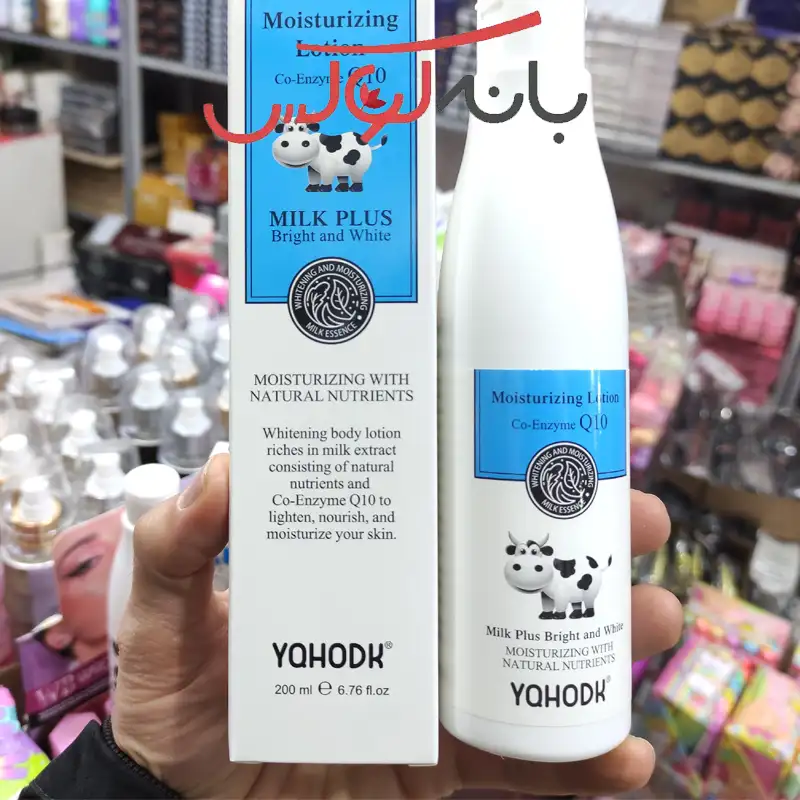 Moisturizing
Lotion
Co-Enzyme Q10
بانه لوکس
MILK PLUS
Bright and White
WHITENING AND MOISTURIZING
MILK ESSENCE
MOISTURIZING WITH
NATURAL NUTRIENTS
Whitening body lotion
riches in milk extract
consisting of natural
nutrients and
Co-Enzyme Q10 to
lighten, nourish, and
moisturize your skin.
YQHODK®
200 ml ℮ 6.76 fl.oz
Moisturizing Lotion
Co-Enzyme Q10
WHITENING AND MOISTURIZING
MILK ESSENCE
Milk Plus Bright and White
MOISTURIZING WITH
NATURAL NUTRIENTS
YQHODK®